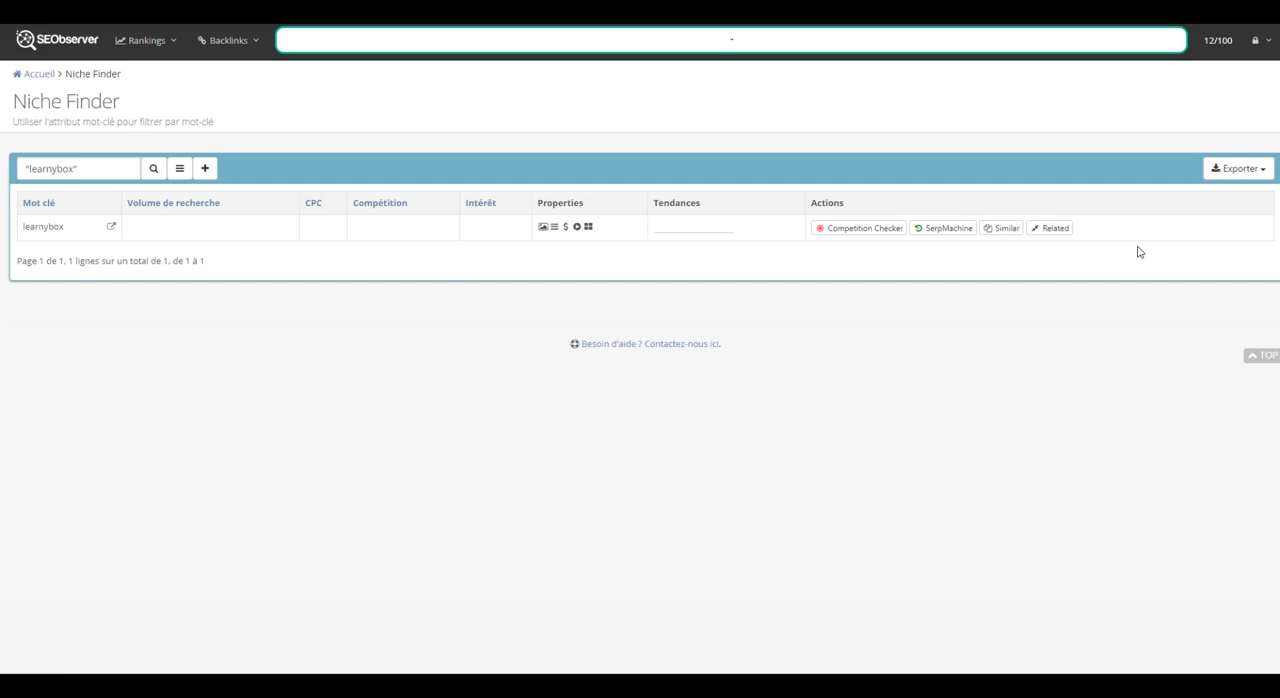 SEObserver Rankings Backlinks - 12/100
Accueil > Niche Finder
Niche Finder
Utiliser l'attribut mot-clé pour filtrer par mot-clé
"learnybox" Exporter
Mot clé Volume de recherche CPC Compétition Intérêt Properties Tendances Actions
learnybox $ Competition Checker SerpMachine Similar Related
Page 1 de 1, 1 lignes sur un total de 1, de 1 à 1
Besoin d'aide ? Contactez-nous ici.
TOP